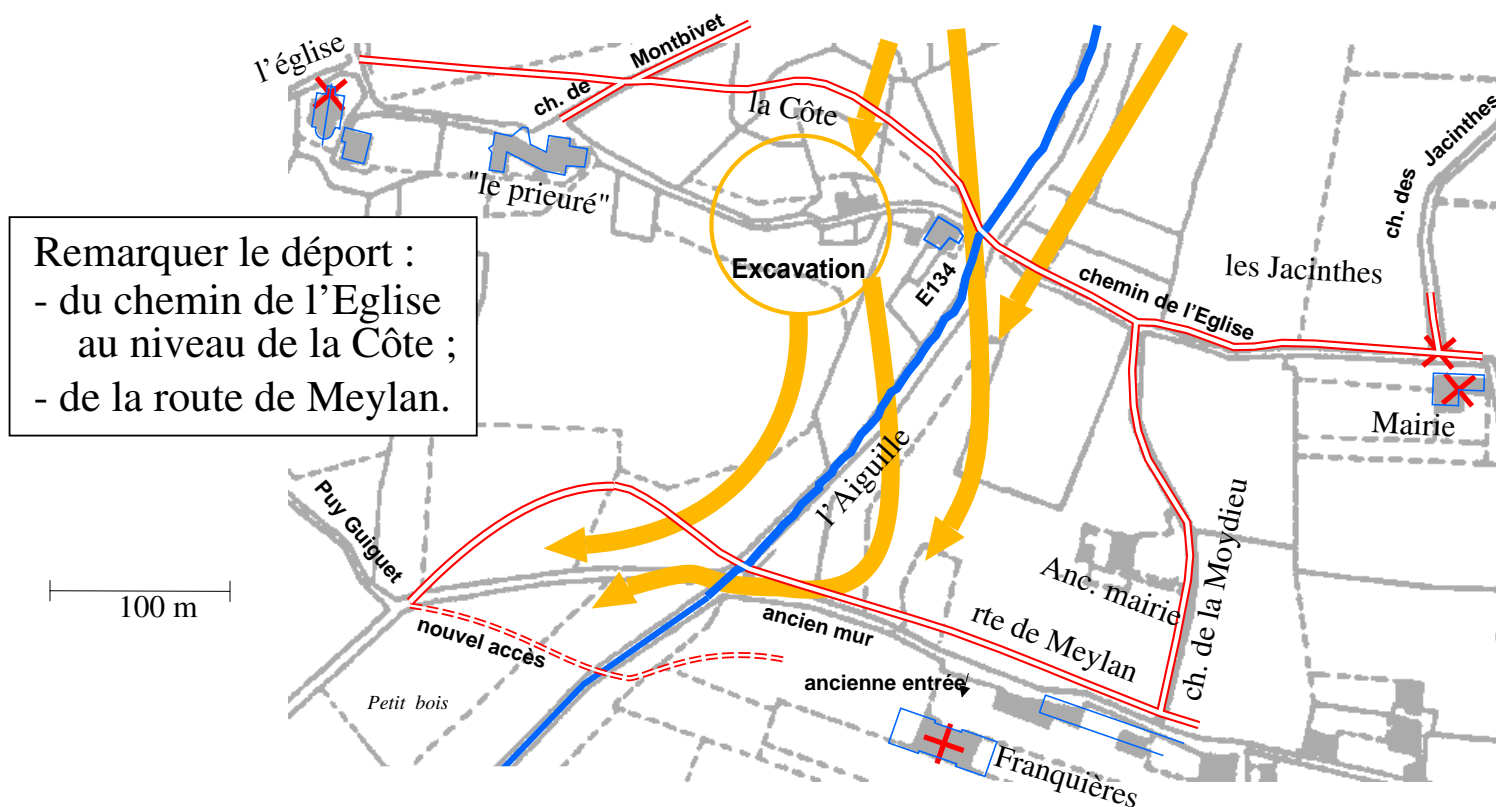 l'église
ch. de Montbivet
la Côte
"le prieuré"
ch. des Jacinthes
Remarquer le déport :
- du chemin de l'Eglise
au niveau de la Côte ;
- de la route de Meylan.
Excavation
E134
chemin de l'Eglise
les Jacinthes
Mairie
l'Aiguille
Puy Guiguet
100 m
nouvel accès
ancien mur
Anc. mairie
rte de Meylan
ch. de la Moydieu
ancienne entrée
Petit bois
Franquières